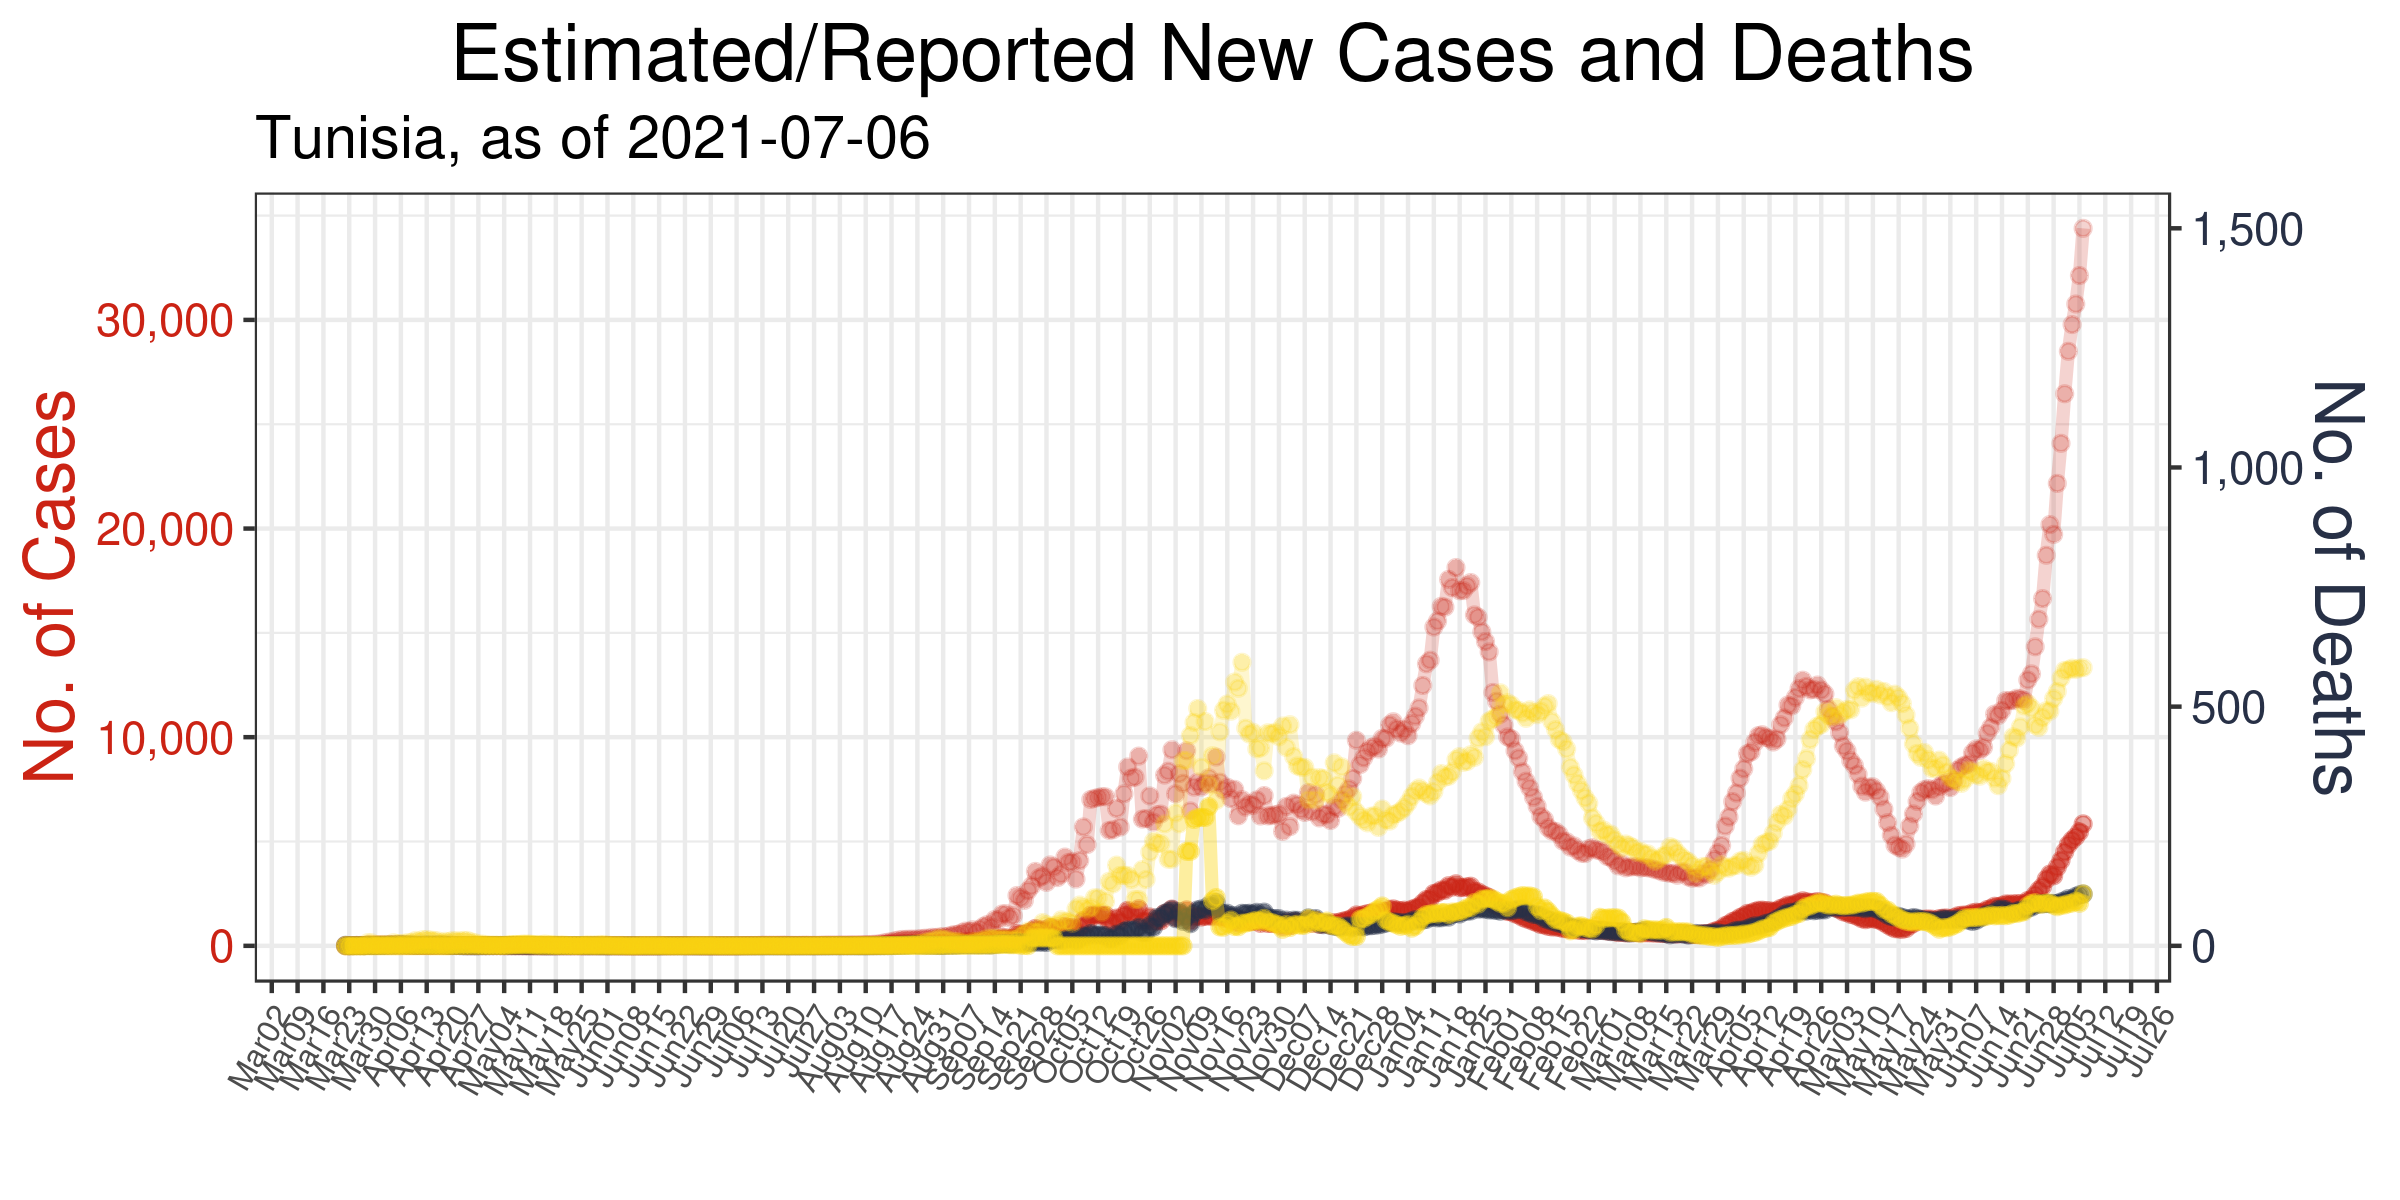 Estimated/Reported New Cases and Deaths
Tunisia, as of 2021-07-06
No. of Cases
30,000
20,000
10,000
0
1,500
1,000
500
0
No. of Deaths
Mar02
Mar09
Mar16
Mar23
Mar30
Apr06
Apr13
Apr20
Apr27
May04
May11
May18
May25
Jun01
Jun08
Jun15
Jun22
Jun29
Jul06
Jul13
Jul20
Jul27
Aug03
Aug10
Aug17
Aug24
Aug31
Sep07
Sep14
Sep21
Sep28
Oct05
Oct12
Oct19
Oct26
Nov02
Nov09
Nov16
Nov23
Nov30
Dec07
Dec14
Dec21
Dec28
Dec04
Jan11
Jan18
Jan25
Feb01
Feb08
Feb15
Feb22
Mar01
Mar08
Mar15
Mar22
Mar29
Apr05
Apr12
Apr19
Apr26
May03
May10
May17
May24
May31
Jun07
Jun14
Jun21
Jun28
Jul05
Jul12
Jul19
Jul26